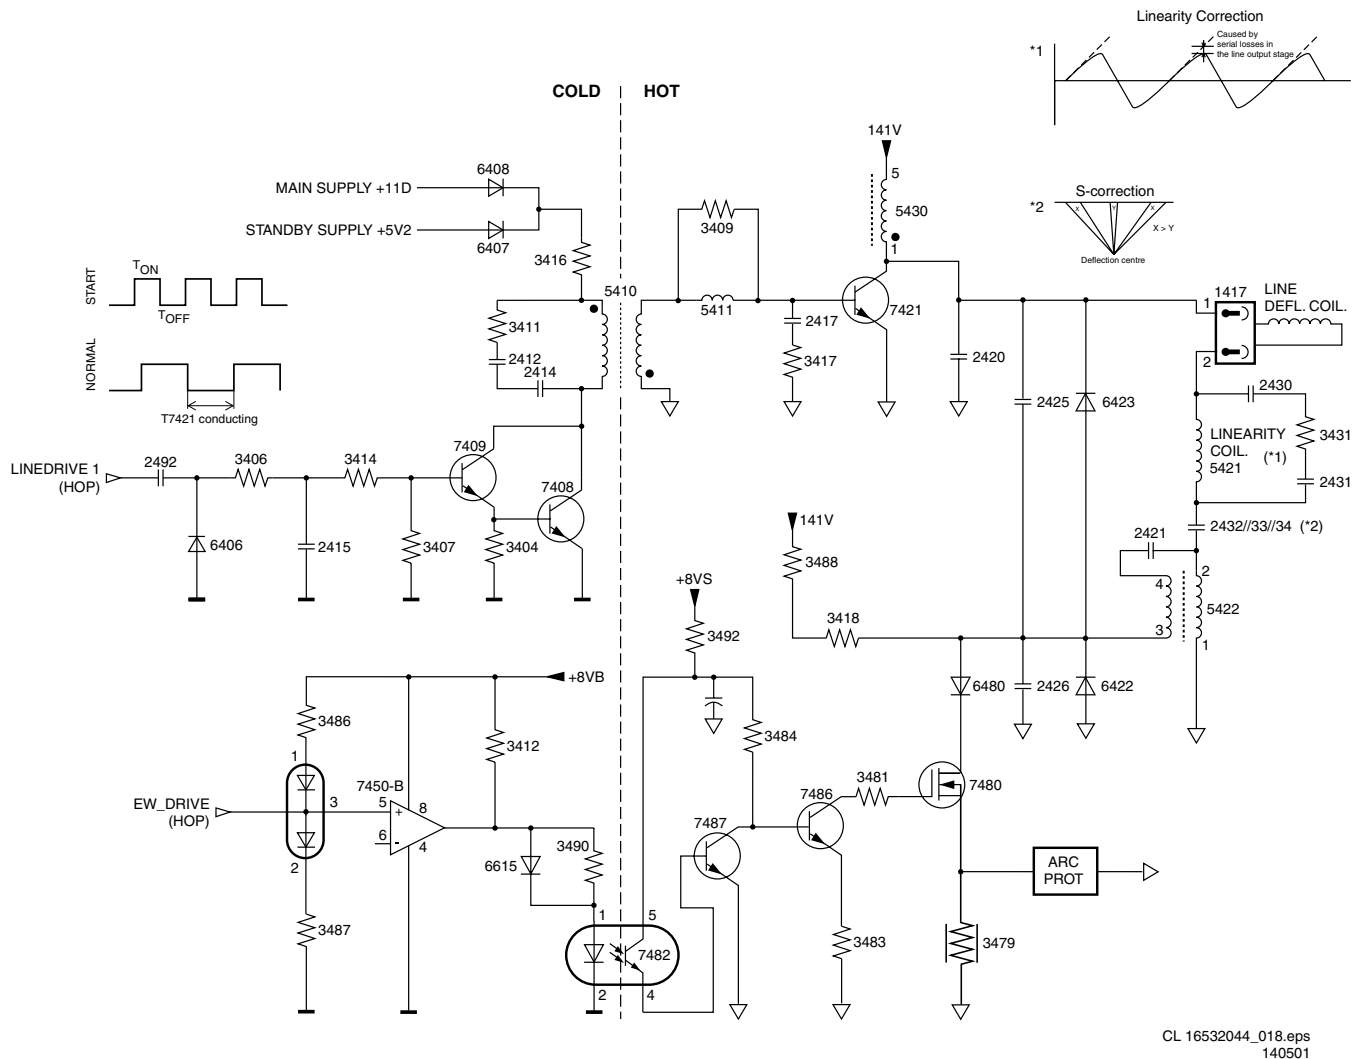 Linearity Correction
*1
Caused by
serial losses in
the line output stage
COLD
HOT
141V
5
5430
1
S-correction
*2
X
Y
X
X > Y
Deflection centre
6408
MAIN SUPPLY +11D
STANDBY SUPPLY +5V2
6407
3416
3409
START
TON
TOFF
NORMAL
T7421 conducting
5410
3411
2412
2414
5411
2417
3417
7421
2420
2425
6423
1
1417
LINE
DEFL. COIL.
2
2430
LINEARITY
COIL.
5421
(*1)
3431
2431
2432//33//34 (*2)
LINEDRIVE 1
(HOP)
2492
3406
3414
7409
7408
6406
2415
3407
3404
141V
3488
2421
4
2
3
5422
1
+8VS
3492
3418
+8VB
3486
3412
3484
6480
2426
6422
1
EW_DRIVE
(HOP)
3
7450-B
5
+
8
6
-
4
2
3487
6615
3490
7487
7486
3481
7480
ARC
PROT
1
5
7482
2
4
3483
3479
CL 16532044_018.eps
140501